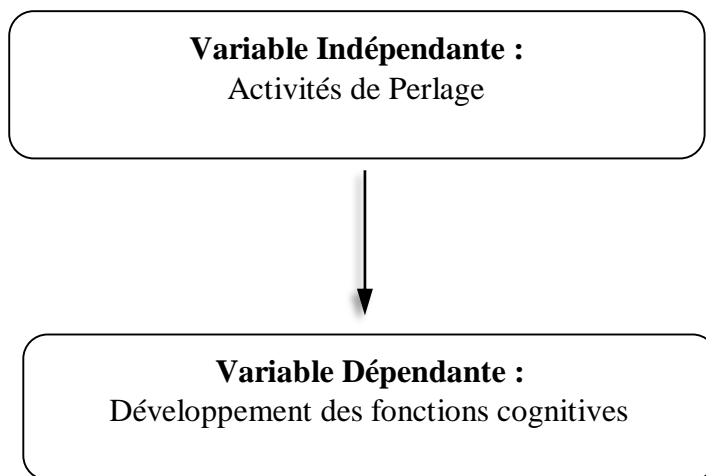 Variable Indépendante :
Activités de Perlage
Variable Dépendante :
Développement des fonctions cognitives